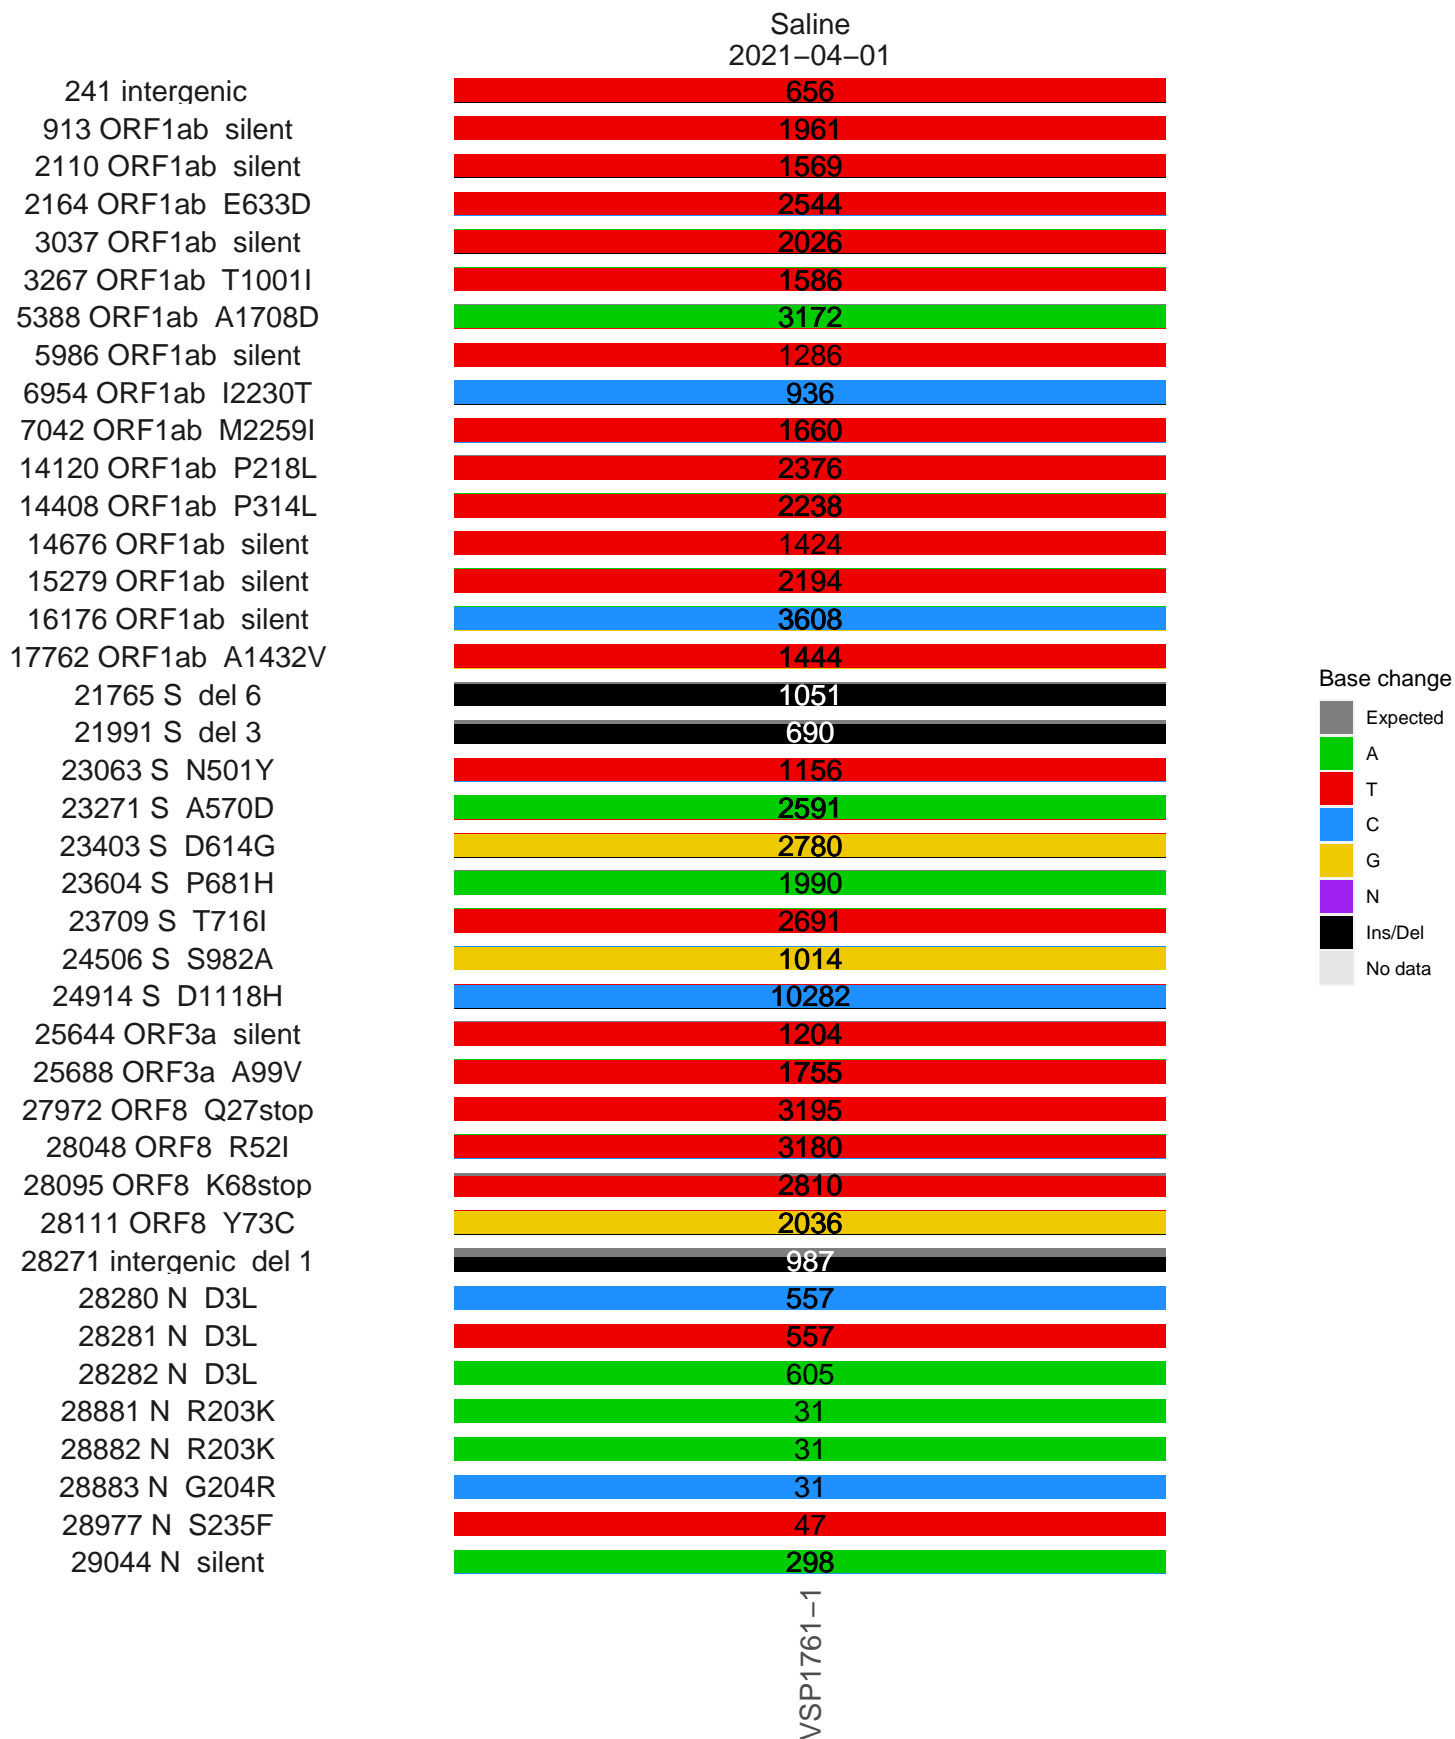 Saline
2021−04−01
241 intergenic 656
913 ORF1ab silent 1961
2110 ORF1ab silent 1569
2164 ORF1ab E633D 2544
3037 ORF1ab silent 2026
3267 ORF1ab T1001I 1586
5388 ORF1ab A1708D 3172
5986 ORF1ab silent 1286
6954 ORF1ab I2230T 936
7042 ORF1ab M2259I 1660
14120 ORF1ab P218L 2376
14408 ORF1ab P314L 2238
14676 ORF1ab silent 1424
15279 ORF1ab silent 2194
16176 ORF1ab silent 3608
17762 ORF1ab A1432V 1444
21765 S del 6 1051
21991 S del 3 690
23063 S N501Y 1156
23271 S A570D 2591
23403 S D614G 2780
23604 S P681H 1990
23709 S T716I 2691
24506 S S982A 1014
24914 S D1118H 10282
25644 ORF3a silent 1204
25688 ORF3a A99V 1755
27972 ORF8 Q27stop 3195
28048 ORF8 R52I 3180
28095 ORF8 K68stop 2810
28111 ORF8 Y73C 2036
28271 intergenic del 1 987
28280 N D3L 557
28281 N D3L 557
28282 N D3L 605
28881 N R203K 31
28882 N R203K 31
28883 N G204R 31
28977 N S235F 47
29044 N silent 298
VSP1761−1
Base change
Expected
A
T
C
G
N
Ins/Del
No data